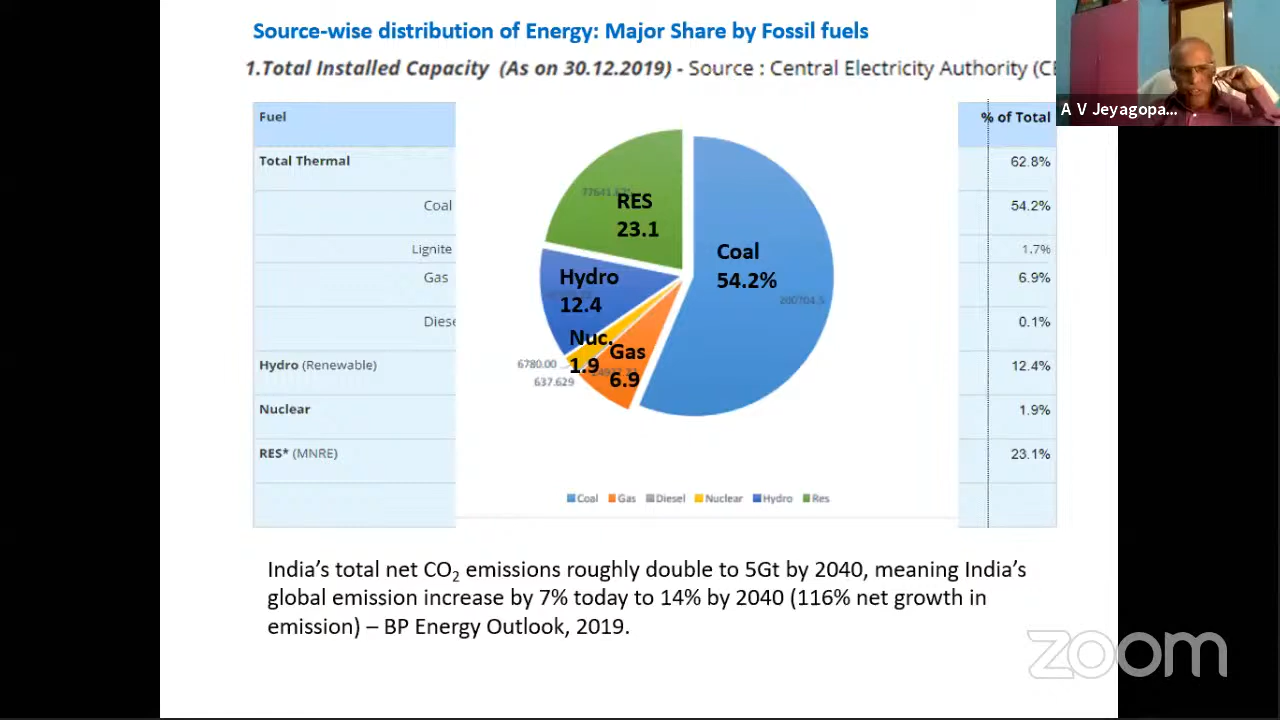 Source-wise distribution of Energy: Major Share by Fossil fuels
1.Total Installed Capacity (As on 30.12.2019) - Source : Central Electricity Authority (CE
A V Jeyagopa...
Fuel
% of Total
Total Thermal
62.8%
Coal
54.2%
Lignite
1.7%
Gas
6.9%
Diese
0.1%
Hydro (Renewable)
12.4%
Nuclear
1.9%
RES* (MNRE)
23.1%
RES
23.1
Coal
54.2%
200704.5
Hydro
12.4
Nuc.
1.9
Gas
6.9
6780.00
637.629
Coal Gas Diesel Nuclear Hydro Res
India's total net CO2 emissions roughly double to 5Gt by 2040, meaning India's
global emission increase by 7% today to 14% by 2040 (116% net growth in
emission) – BP Energy Outlook, 2019.
zoom